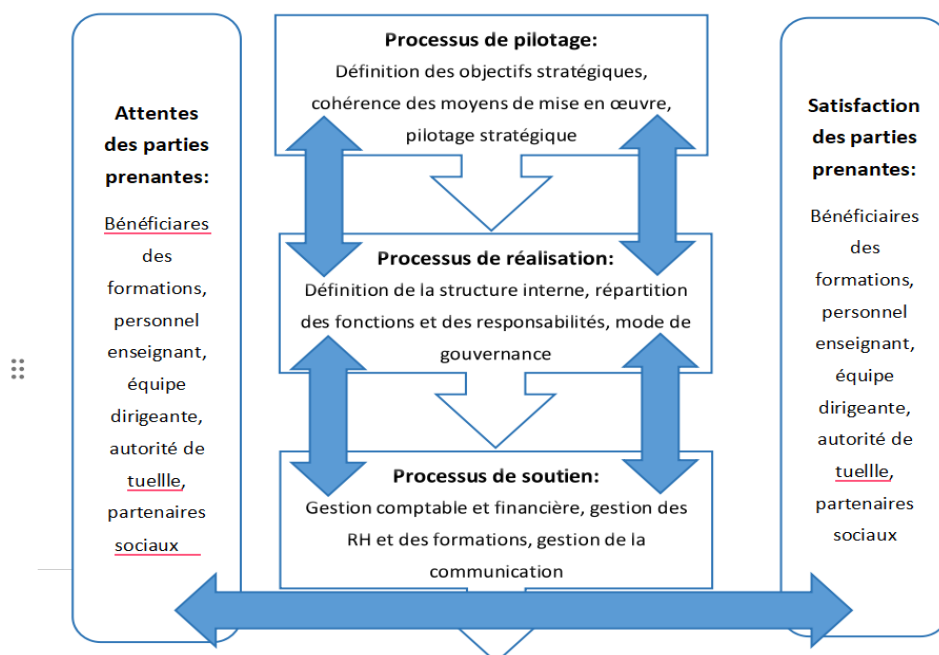 Attentes
des parties
prenantes:
Bénéficiares
des
formations,
personnel
enseignant,
équipe
dirigeante,
autorité de
tuellle,
partenaires
sociaux
Processus de pilotage:
Définition des objectifs stratégiques,
cohérence des moyens de mise en œuvre,
pilotage stratégique
Processus de réalisation:
Définition de la structure interne, répartition
des fonctions et des responsabilités, mode de
gouvernance
Processus de soutien:
Gestion comptable et financière, gestion des
RH et des formations, gestion de la
communication
Satisfaction
des parties
prenantes:
Bénéficiaires
des
formations,
personnel
enseignant,
équipe
dirigeante,
autorité de
tuellle,
partenaires
sociaux